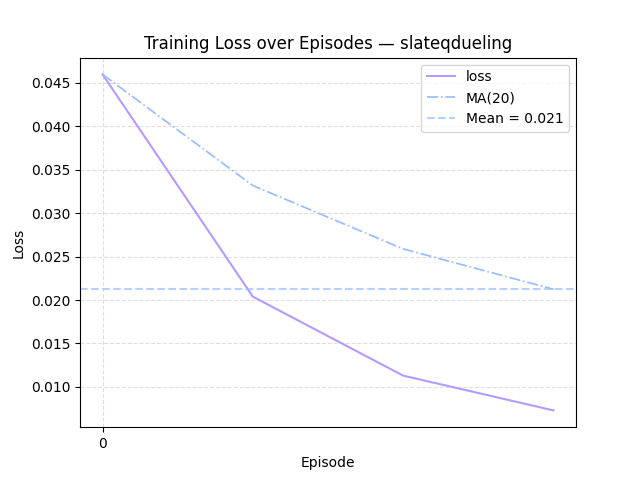 Training Loss over Episodes — slateqdueling
loss
MA(20)
Mean = 0.021
0.045
0.040
0.035
0.030
0.025
0.020
0.015
0.010
Loss
0
Episode